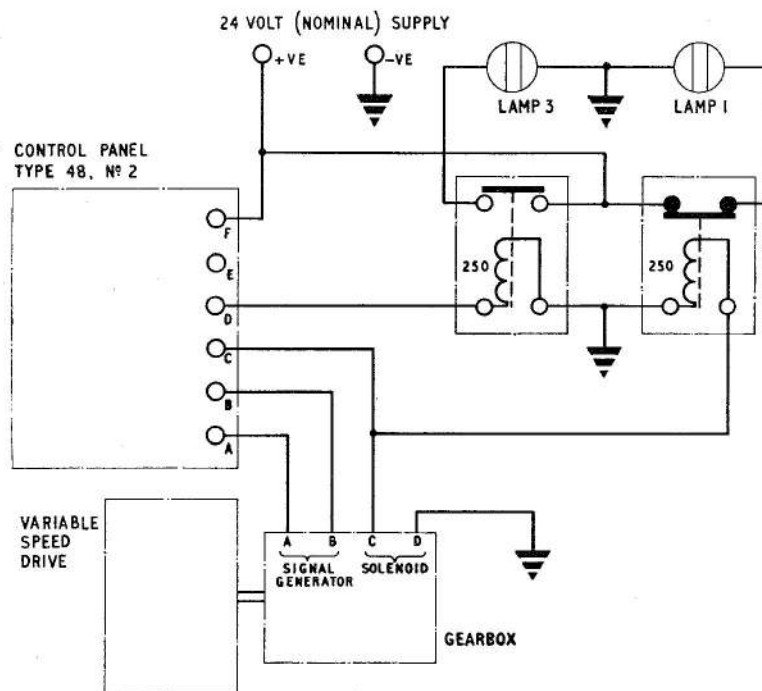 24 VOLT (NOMINAL) SUPPLY
+VE
-VE
LAMP 3
LAMP 1
CONTROL PANEL
TYPE 48, Nº 2
F
E
D
C
B
A
250
250
VARIABLE
SPEED
DRIVE
A B C D
SIGNAL
GENERATOR
SOLENOID
GEARBOX